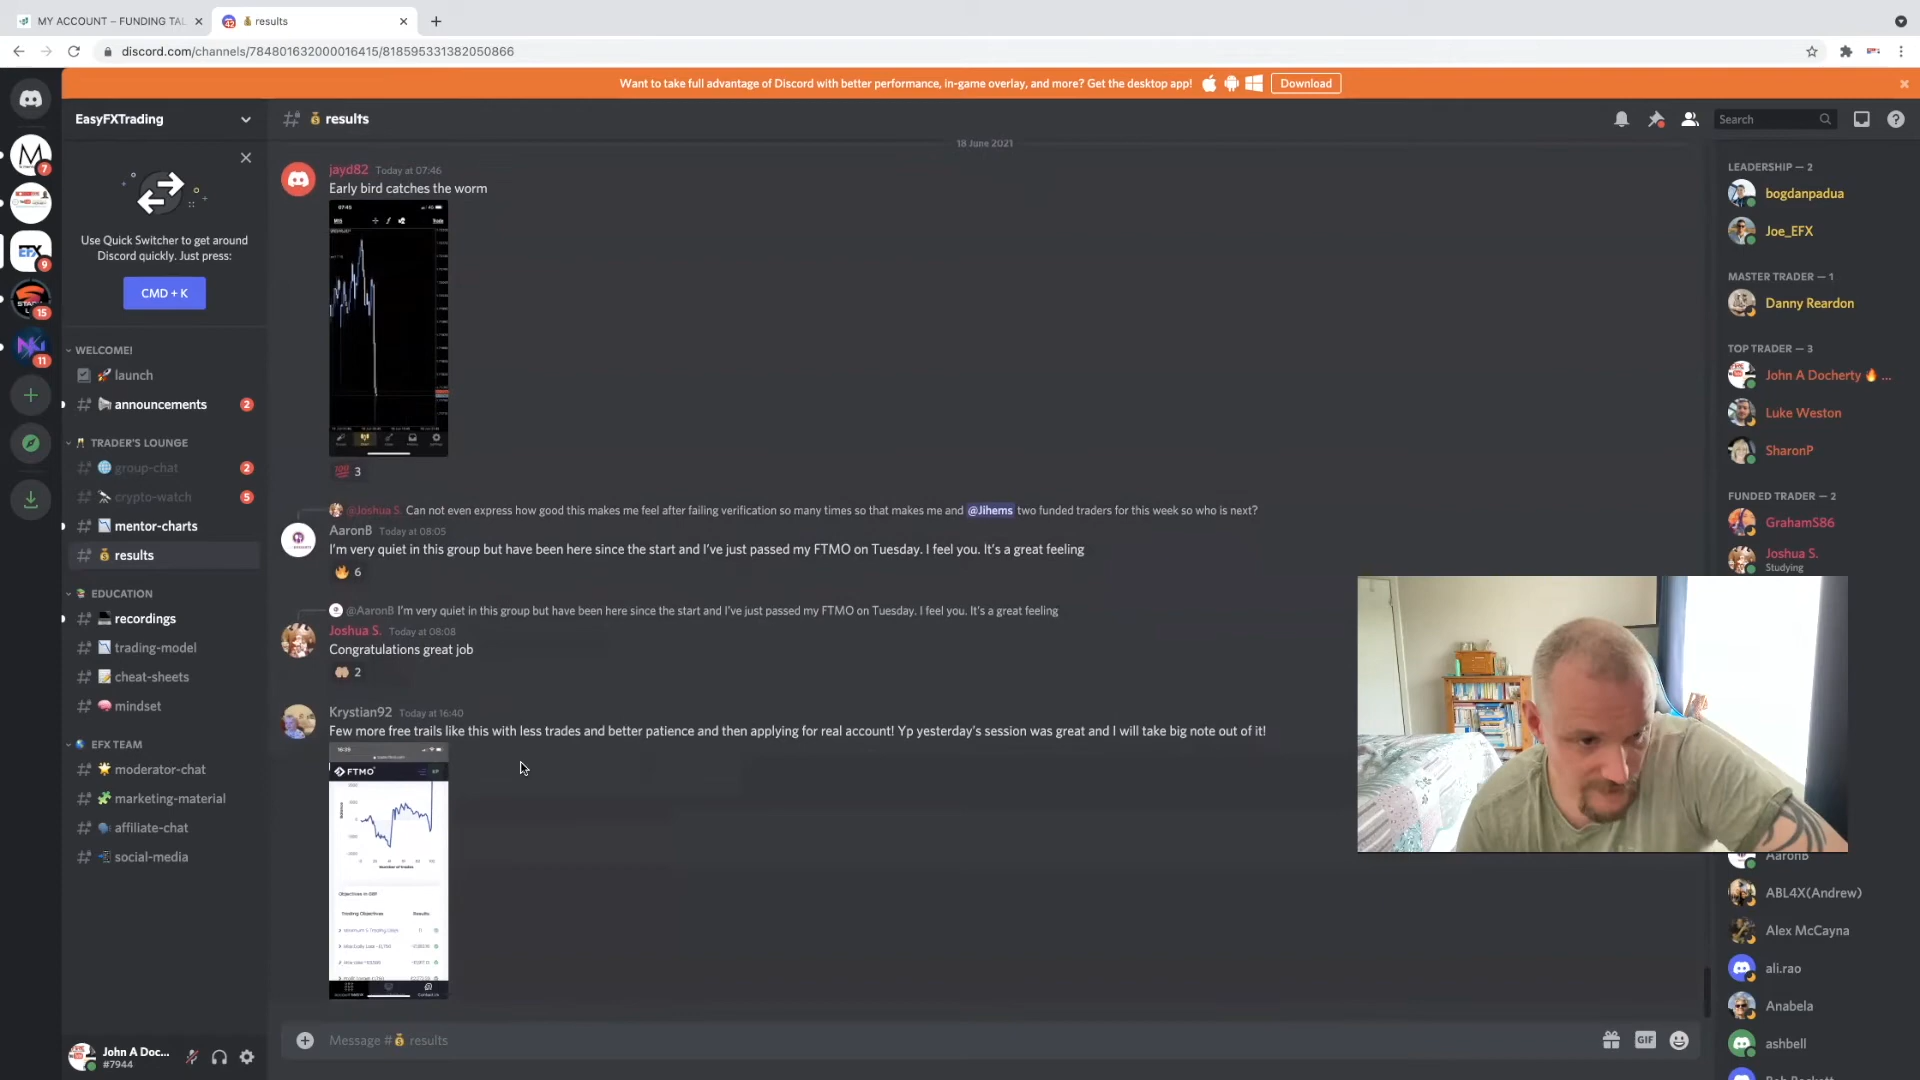 MY ACCOUNT – FUNDING TAL
results
discord.com/channels/784801632000016415/818595331382050866
Want to take full advantage of Discord with better performance, in-game overlay, and more? Get the desktop app!
Download
EasyFXTrading
results
Search
Use Quick Switcher to get around
Discord quickly. Just press:
CMD + K
7
9
15
11
WELCOME!
launch
announcements 2
TRADER'S LOUNGE
group-chat 2
crypto-watch 5
mentor-charts
results
EDUCATION
recordings
trading-model
cheat-sheets
mindset
EFX TEAM
moderator-chat
marketing-material
affiliate-chat
social-media
John A Doc...
#7944
18 June 2021
jayd82 Today at 07:46
Early bird catches the worm
3
@Joshua S. Can not even express how good this makes me feel after failing verification so many times so that makes me and @Jihems two funded traders for this week so who is next?
AaronB Today at 08:05
I'm very quiet in this group but have been here since the start and I've just passed my FTMO on Tuesday. I feel you. It's a great feeling
6
@AaronB I'm very quiet in this group but have been here since the start and I've just passed my FTMO on Tuesday. I feel you. It's a great feeling
Joshua S. Today at 08:08
Congratulations great job
2
Krystian92 Today at 16:40
Few more free trails like this with less trades and better patience and then applying for real account! Yp yesterday's session was great and I will take big note out of it!
FTMO
Number of trades
Trading Objectives Results
Message # results
GIF
LEADERSHIP — 2
bogdanpadua
Joe_EFX
MASTER TRADER — 1
Danny Reardon
TOP TRADER — 3
John A Docherty ...
Luke Weston
SharonP
FUNDED TRADER — 2
GrahamS86
Joshua S.
Studying
AaronB
ABL4X(Andrew)
Alex McCayna
ali.rao
Anabela
ashbell